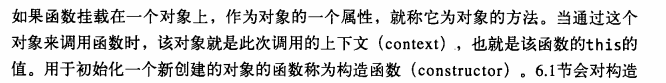 如果函数挂载在一个对象上，作为对象的一个属性，就称它为对象的方法。当通过这个
对象来调用函数时，该对象就是此次调用的上下文（context），也就是该函数的this的
值。用于初始化一个新创建的对象的函数称为构造函数（constructor）。6.1节会对构造